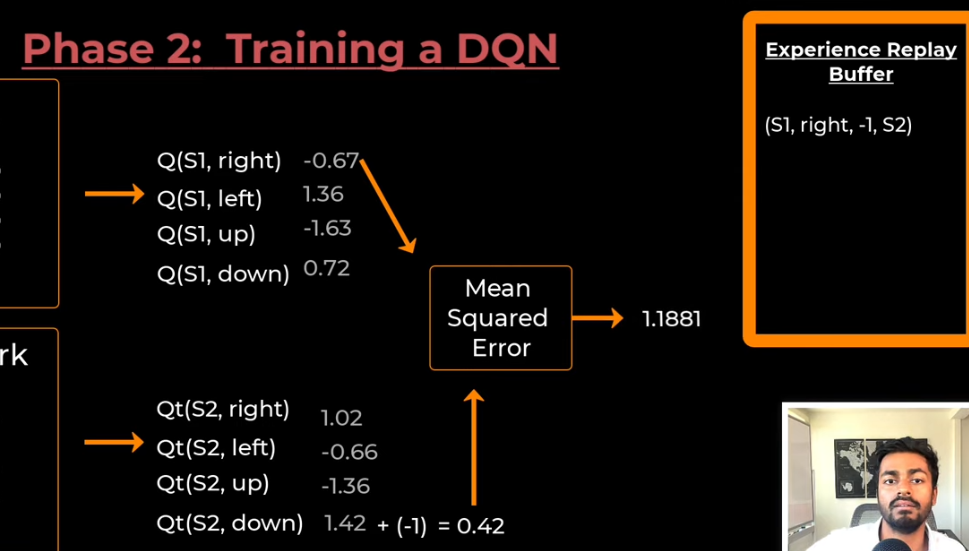 Phase 2: Training a DQN
Experience Replay
Buffer
(S1, right, -1, S2)
Q(S1, right) -0.67
Q(S1, left) 1.36
Q(S1, up) -1.63
Q(S1, down) 0.72
Mean
Squared
Error
1.1881
rk
Qt(S2, right) 1.02
Qt(S2, left) -0.66
Qt(S2, up) -1.36
Qt(S2, down) 1.42 + (-1) = 0.42